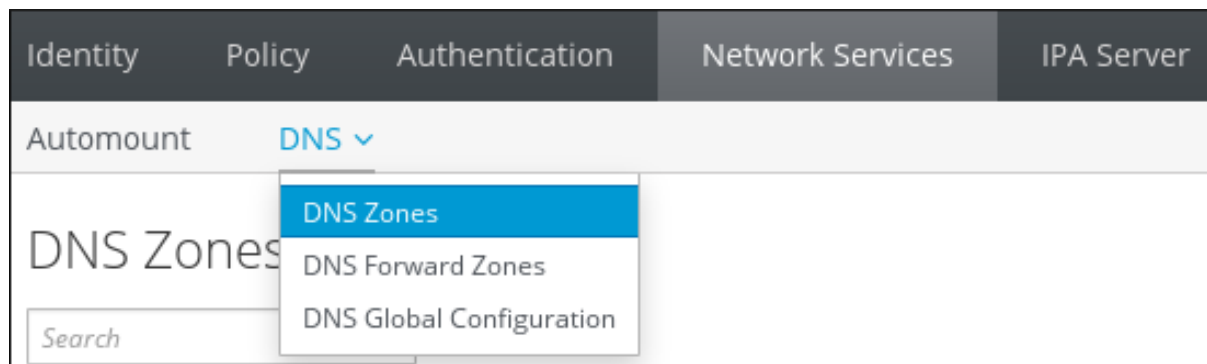 Identity Policy Authentication Network Services IPA Server
Automount DNS
DNS Zones
DNS Zones
DNS Forward Zones
DNS Global Configuration
Search